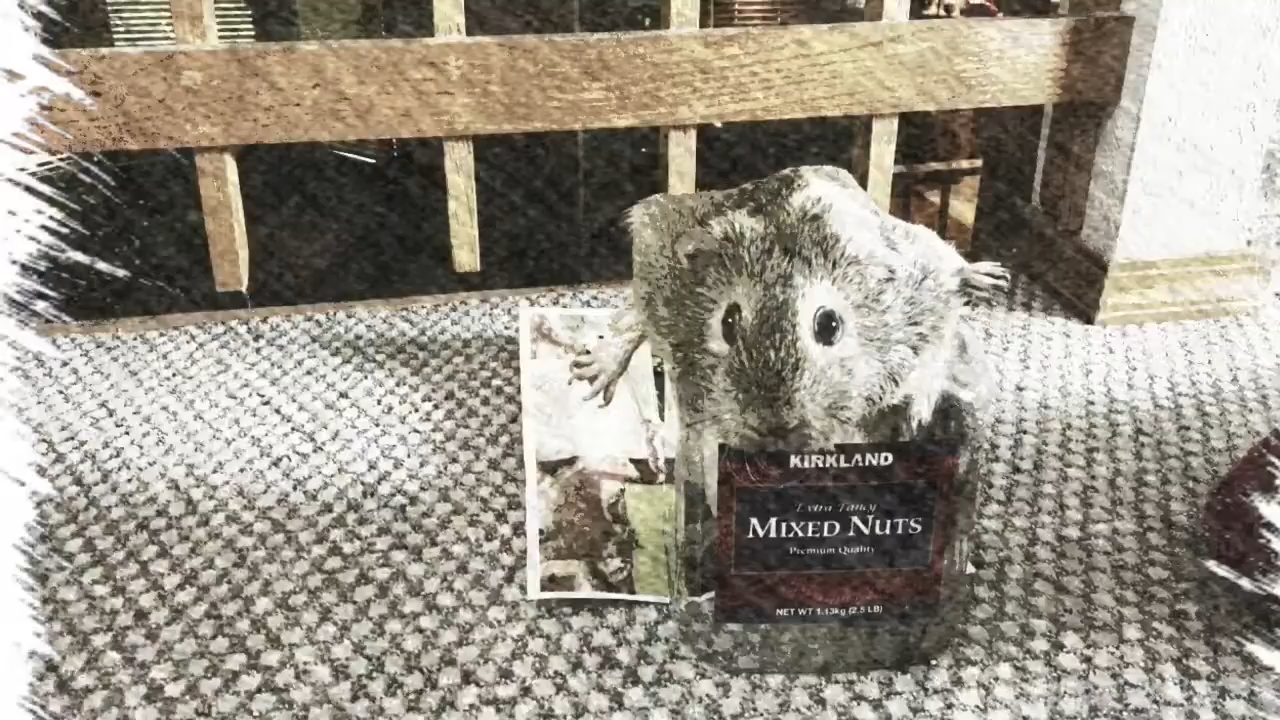 KIRKLAND
Extra Fancy
MIXED NUTS
Premium Quality
NET WT 1.13kg (2.5 LB)